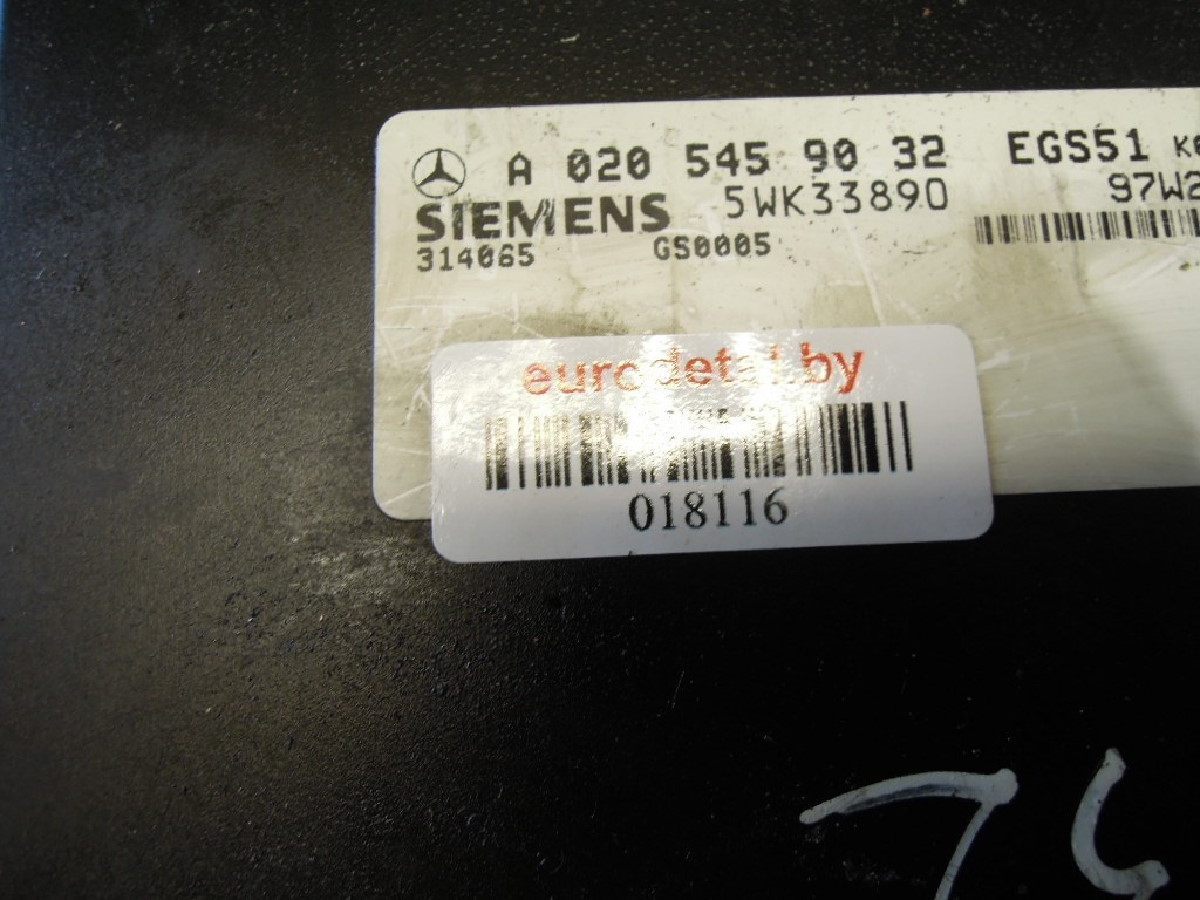 A 020 545 90 32 EGS51
SIEMENS 5WK33890 97W2
314065 GS0005
eurodetal.by
018116